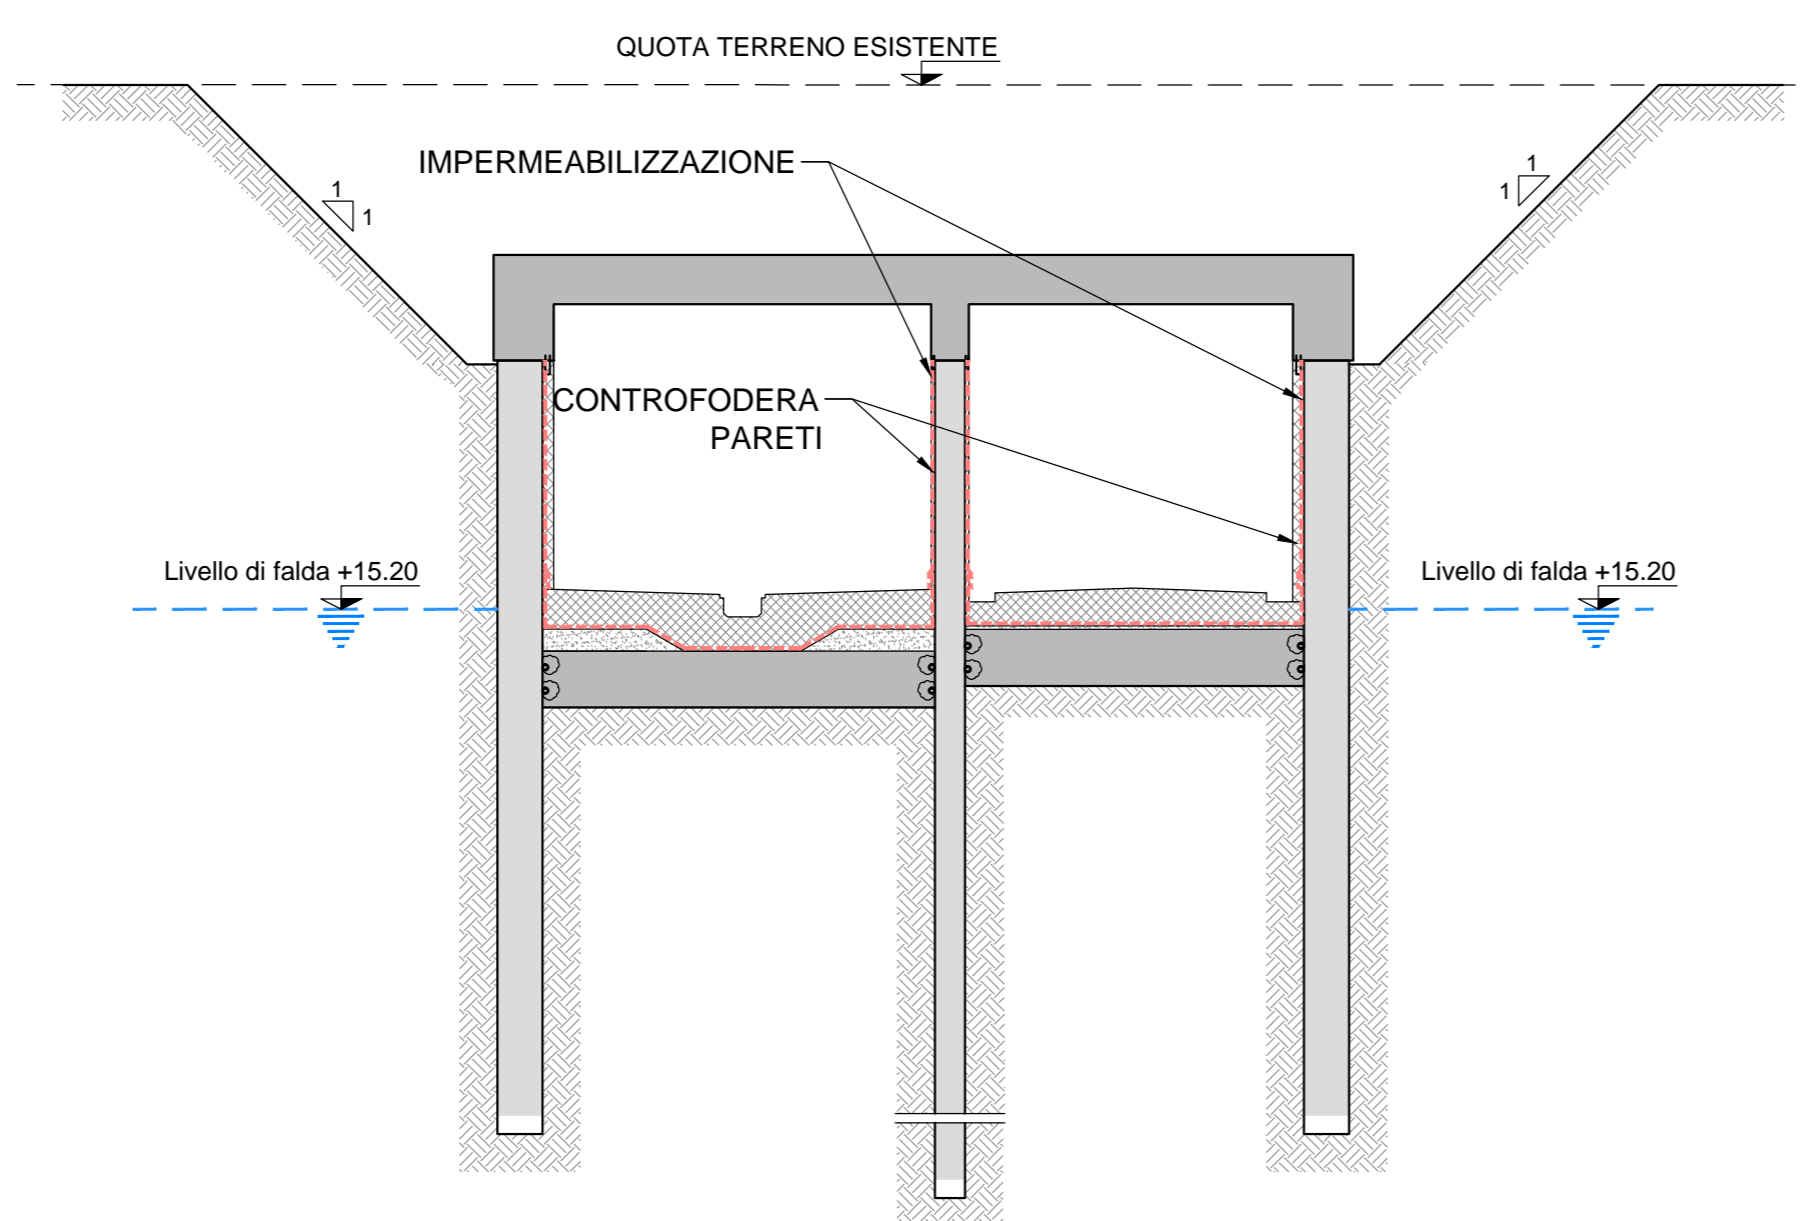 QUOTA TERRENO ESISTENTE
IMPERMEABILIZZAZIONE
1
1
1
1
CONTROFODERA
PARETI
Livello di falda +15.20
Livello di falda +15.20